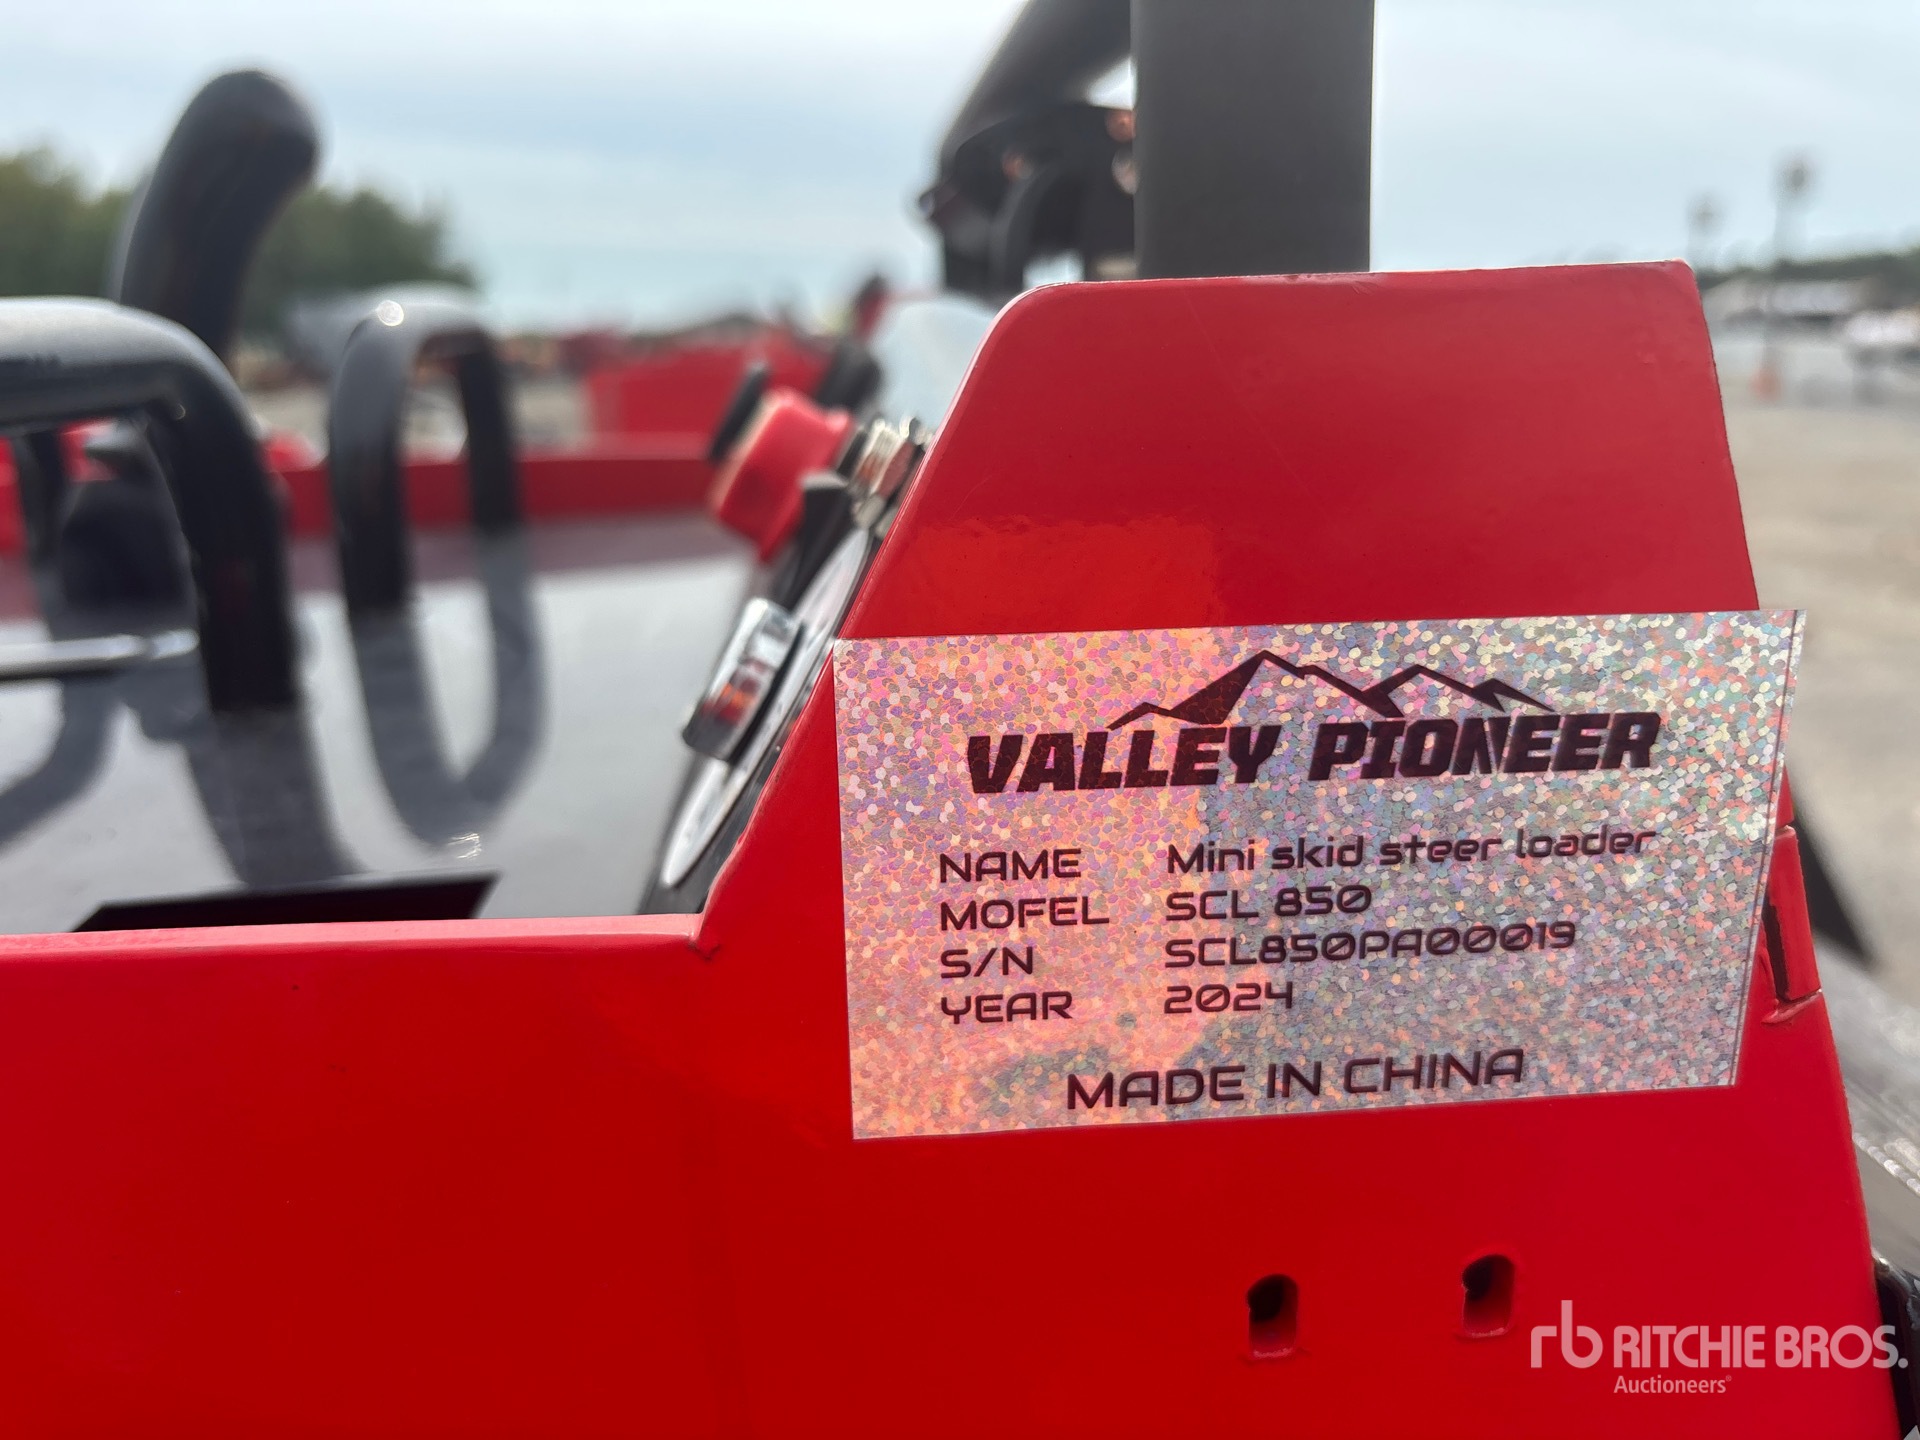 VALLEY PIONEER
NAME Mini skid steer loader
MOFEL SCL 850
S/N SCL850PA00019
YEAR 2024
MADE IN CHINA
rb RITCHIE BROS.
Auctioneers®